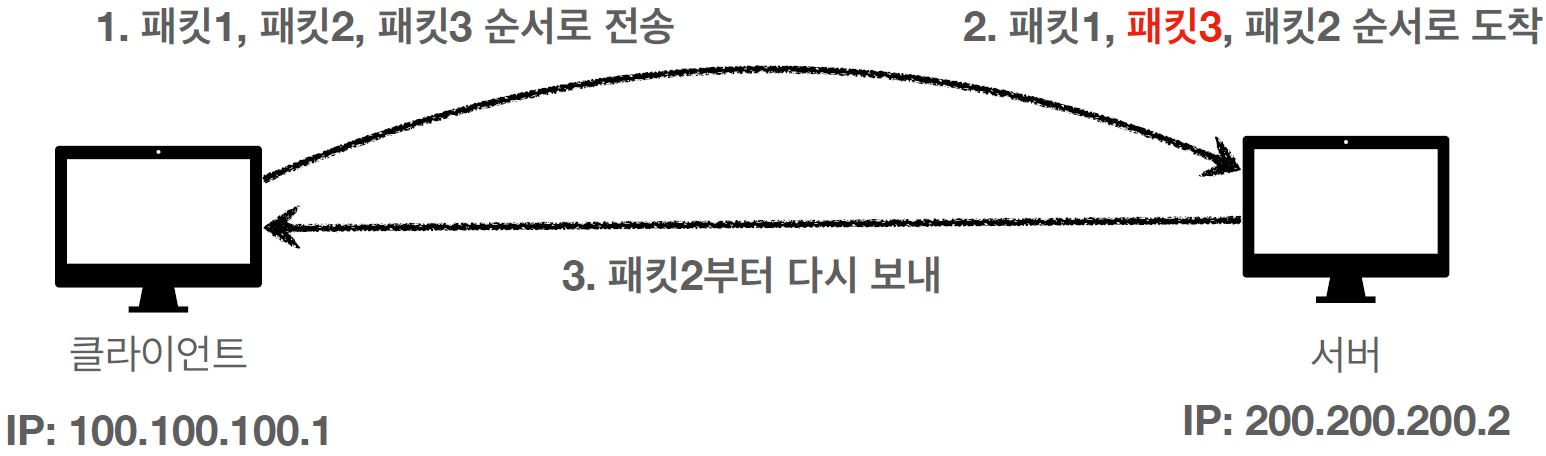 1. 패킷1, 패킷2, 패킷3 순서로 전송
2. 패킷1, 패킷3, 패킷2 순서로 도착
3. 패킷2부터 다시 보내
클라이언트
서버
IP: 100.100.100.1
IP: 200.200.200.2